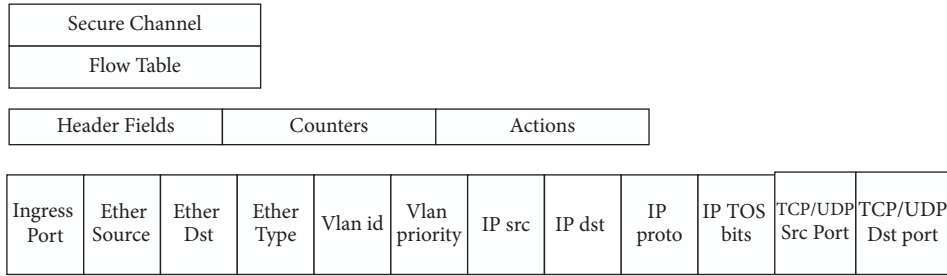 Secure Channel
Flow Table
Header Fields Counters Actions
Ingress Port
Ether Source
Ether Dst
Ether Type
Vlan id
Vlan priority
IP src
IP dst
IP proto
IP TOS bits
TCP/UDP Src Port
TCP/UDP Dst port